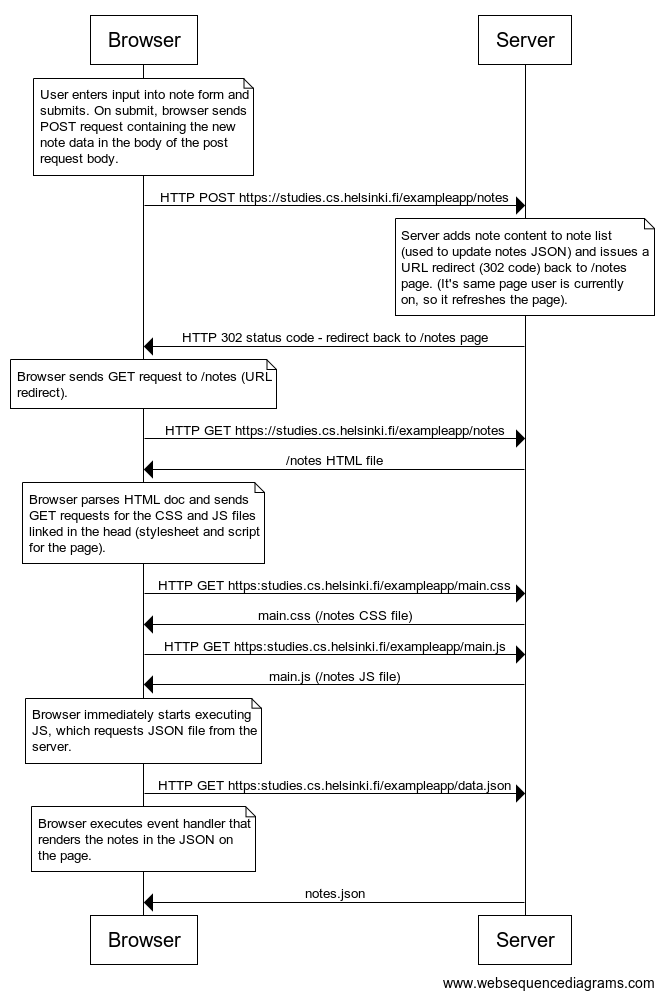 Browser
Server
User enters input into note form and
submits. On submit, browser sends
POST request containing the new
note data in the body of the post
request body.
HTTP POST https://studies.cs.helsinki.fi/exampleapp/notes
Server adds note content to note list
(used to update notes JSON) and issues a
URL redirect (302 code) back to /notes
page. (It's same page user is currently
on, so it refreshes the page).
HTTP 302 status code - redirect back to /notes page
Browser sends GET request to /notes (URL
redirect).
HTTP GET https://studies.cs.helsinki.fi/exampleapp/notes
/notes HTML file
Browser parses HTML doc and sends
GET requests for the CSS and JS files
linked in the head (stylesheet and script
for the page).
HTTP GET https:studies.cs.helsinki.fi/exampleapp/main.css
main.css (/notes CSS file)
HTTP GET https:studies.cs.helsinki.fi/exampleapp/main.js
main.js (/notes JS file)
Browser immediately starts executing
JS, which requests JSON file from the
server.
HTTP GET https:studies.cs.helsinki.fi/exampleapp/data.json
Browser executes event handler that
renders the notes in the JSON on
the page.
notes.json
Browser
Server
www.websequencediagrams.com